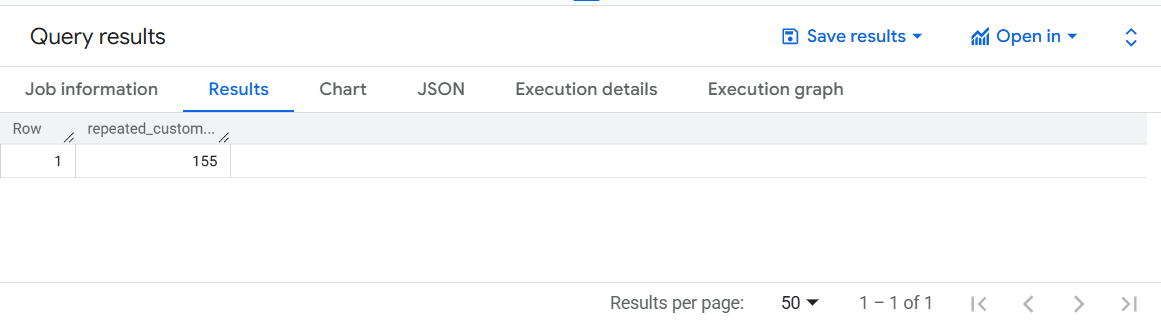 Query results Save results Open in
Job information Results Chart JSON Execution details Execution graph
Row repeated_custom...
1 155
Results per page: 50 1 – 1 of 1